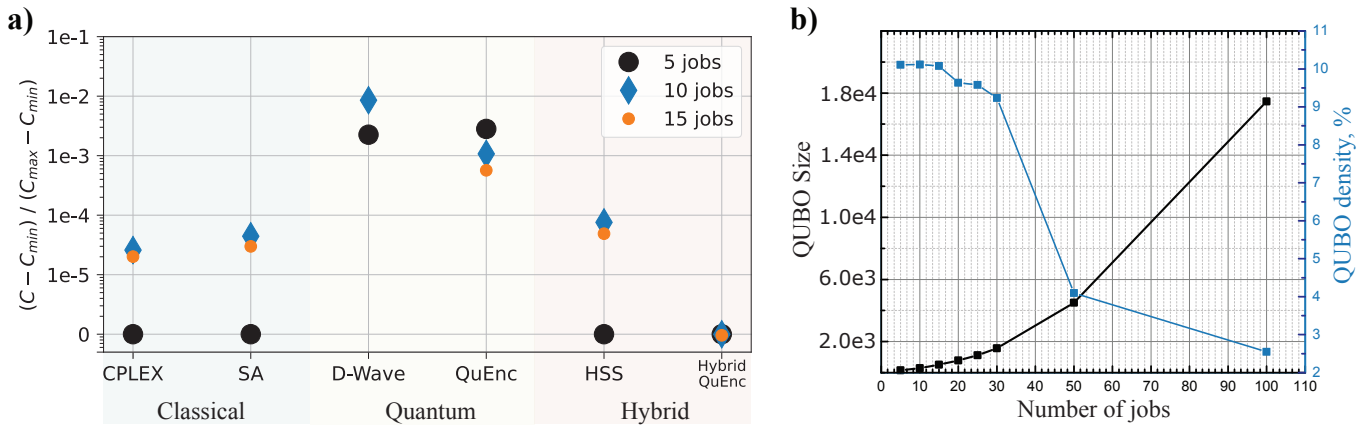 a)
(C − C_min) / (C_max − C_min)
1e-1
1e-2
1e-3
1e-4
1e-5
0
5 jobs
10 jobs
15 jobs
CPLEX
SA
D-Wave
QuEnc
HSS
Hybrid
QuEnc
Classical
Quantum
Hybrid
b)
QUBO Size
1.8e4
1.4e4
1.0e4
6.0e3
2.0e3
0 10 20 30 40 50 60 70 80 90 100 110
Number of jobs
11
10
9
8
7
6
5
4
3
2
QUBO density, %